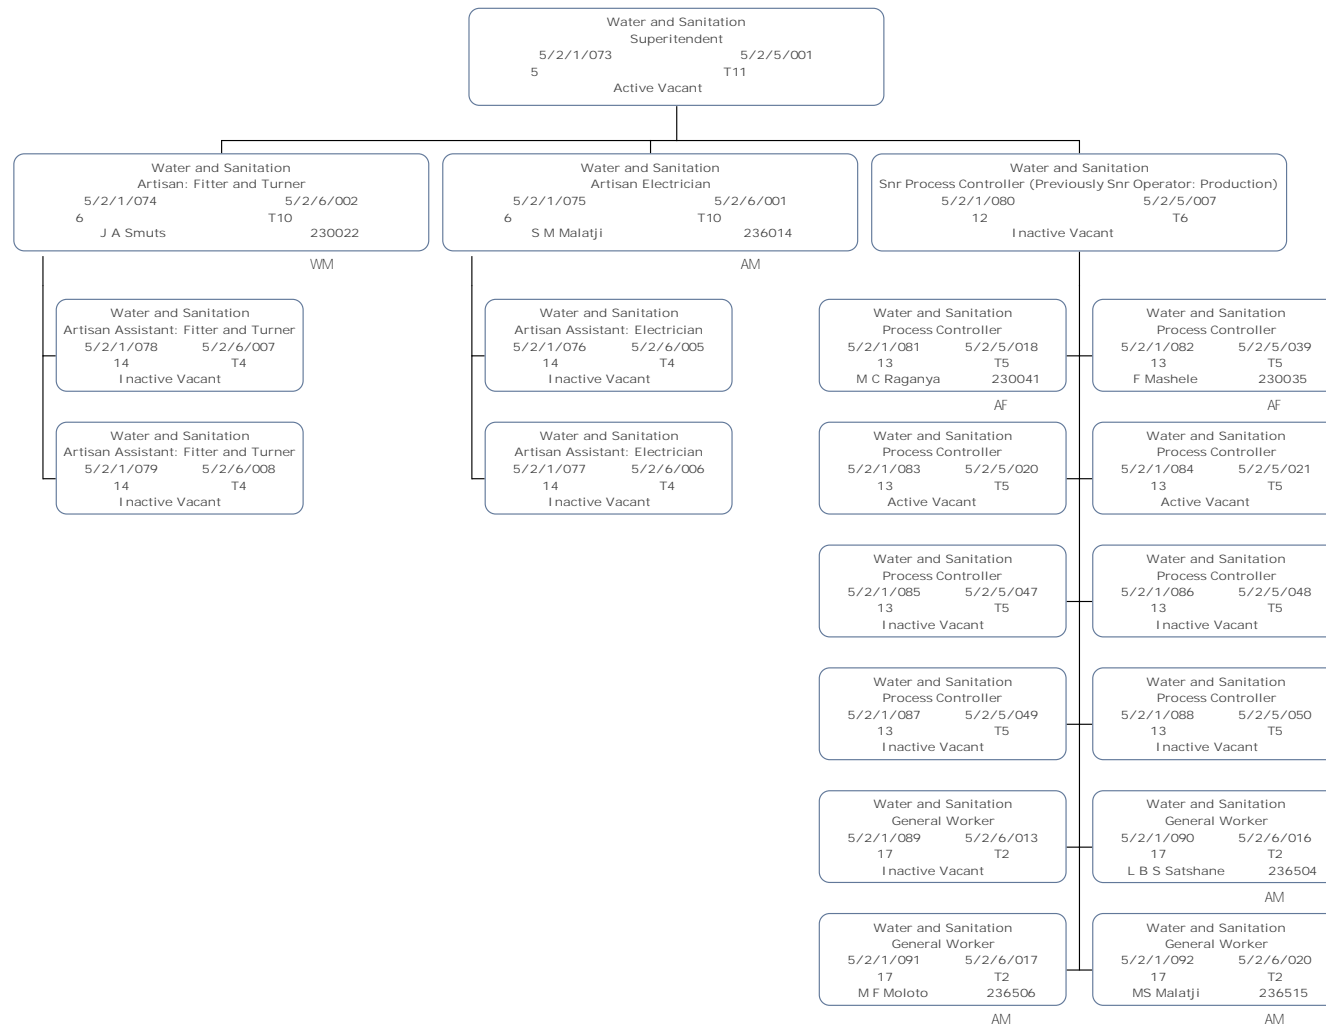 Water and Sanitation
Superitendent
5/2/1/073 5/2/5/001
5 T11
Active Vacant
Water and Sanitation
Artisan: Fitter and Turner
5/2/1/074 5/2/6/002
6 T10
J A Smuts 230022
WM
Water and Sanitation
Artisan Electrician
5/2/1/075 5/2/6/001
6 T10
S M Malatji 236014
AM
Water and Sanitation
Snr Process Controller (Previously Snr Operator: Production)
5/2/1/080 5/2/5/007
12 T6
Inactive Vacant
Water and Sanitation
Artisan Assistant: Fitter and Turner
5/2/1/078 5/2/6/007
14 T4
Inactive Vacant
Water and Sanitation
Artisan Assistant: Electrician
5/2/1/076 5/2/6/005
14 T4
Inactive Vacant
Water and Sanitation
Process Controller
5/2/1/081 5/2/5/018
13 T5
M C Raganya 230041
AF
Water and Sanitation
Process Controller
5/2/1/082 5/2/5/039
13 T5
F Mashele 230035
AF
Water and Sanitation
Artisan Assistant: Fitter and Turner
5/2/1/079 5/2/6/008
14 T4
Inactive Vacant
Water and Sanitation
Artisan Assistant: Electrician
5/2/1/077 5/2/6/006
14 T4
Inactive Vacant
Water and Sanitation
Process Controller
5/2/1/083 5/2/5/020
13 T5
Active Vacant
Water and Sanitation
Process Controller
5/2/1/084 5/2/5/021
13 T5
Active Vacant
Water and Sanitation
Process Controller
5/2/1/085 5/2/5/047
13 T5
Inactive Vacant
Water and Sanitation
Process Controller
5/2/1/086 5/2/5/048
13 T5
Inactive Vacant
Water and Sanitation
Process Controller
5/2/1/087 5/2/5/049
13 T5
Inactive Vacant
Water and Sanitation
Process Controller
5/2/1/088 5/2/5/050
13 T5
Inactive Vacant
Water and Sanitation
General Worker
5/2/1/089 5/2/6/013
17 T2
Inactive Vacant
Water and Sanitation
General Worker
5/2/1/090 5/2/6/016
17 T2
L B S Satshane 236504
AM
Water and Sanitation
General Worker
5/2/1/091 5/2/6/017
17 T2
M F Moloto 236506
AM
Water and Sanitation
General Worker
5/2/1/092 5/2/6/020
17 T2
MS Malatji 236515
AM